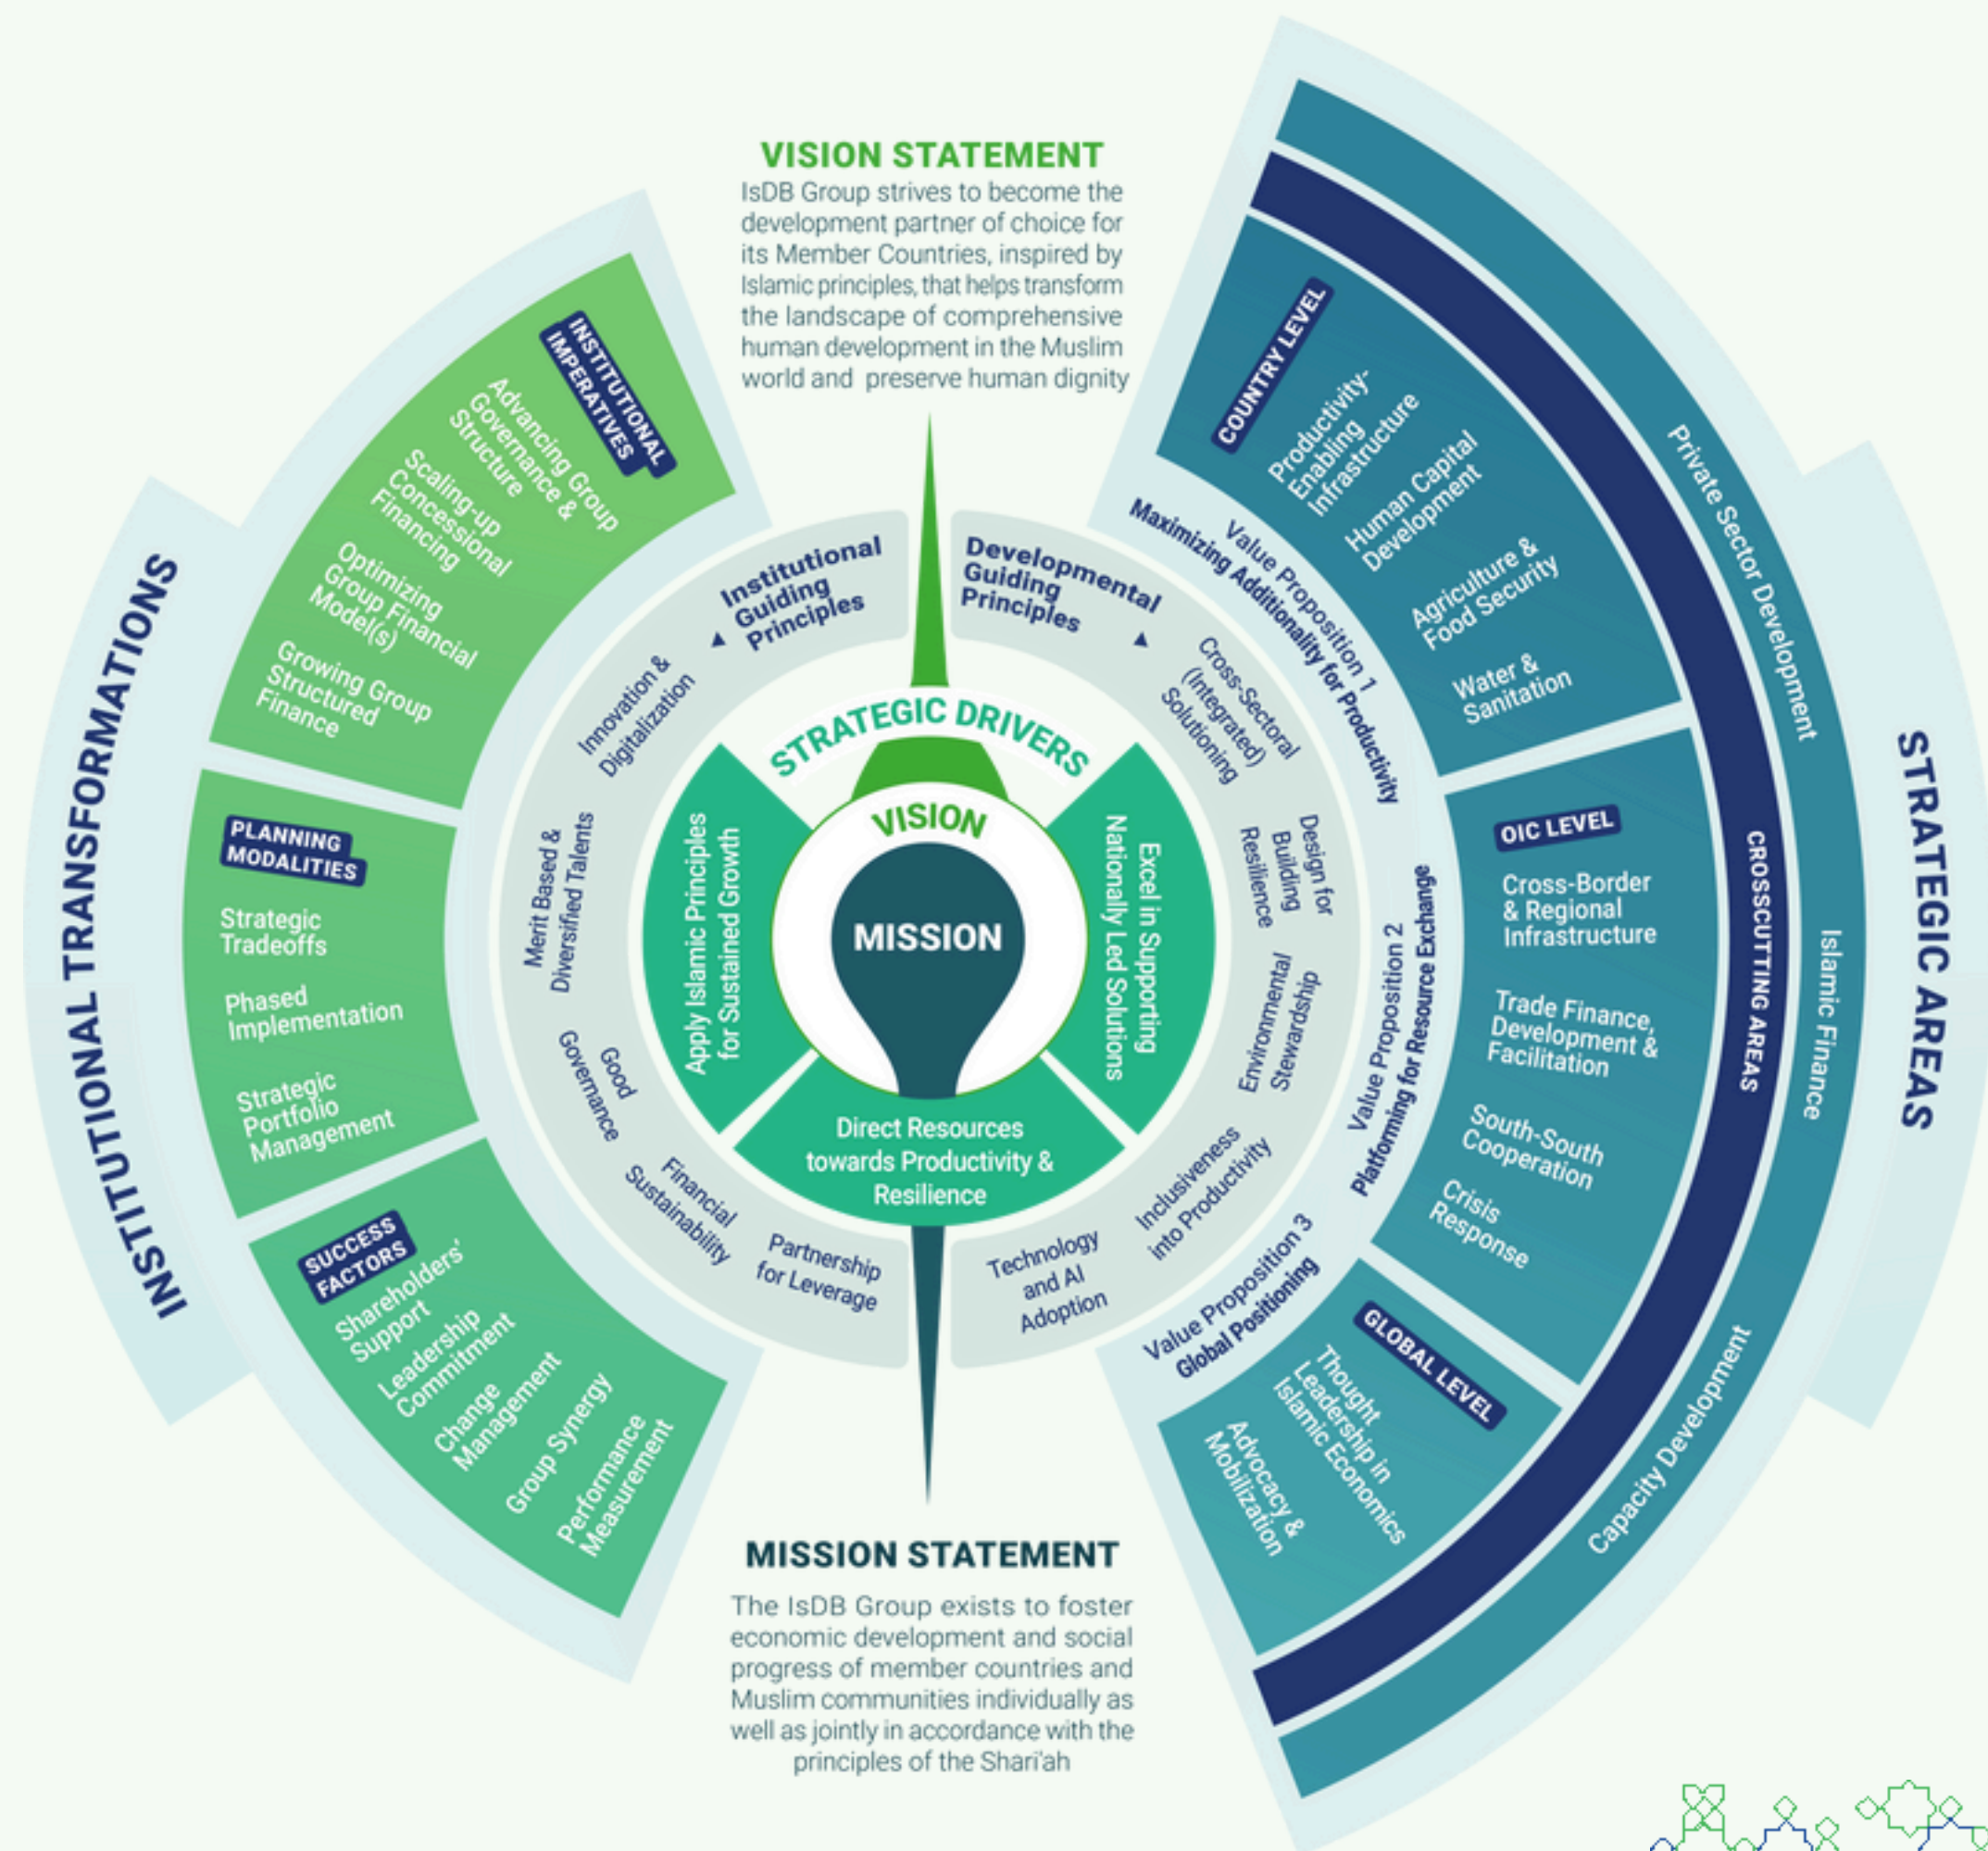 VISION STATEMENT
IsDB Group strives to become the
development partner of choice for
its Member Countries, inspired by
Islamic principles, that helps transform
the landscape of comprehensive
human development in the Muslim
world and preserve human dignity
INSTITUTIONAL TRANSFORMATIONS
INSTITUTIONAL
IMPERATIVES
Advancing Group
Governance &
Structure
Scaling-up
Concessional
Financing
Optimizing
Group Financial
Model(s)
Growing Group
Structured
Finance
PLANNING
MODALITIES
Strategic
Tradeoffs
Phased
Implementation
Strategic
Portfolio
Management
SUCCESS
FACTORS
Shareholders'
Support
Leadership
Commitment
Change
Management
Group Synergy
Performance
Measurement
Institutional
Guiding
Principles
Innovation &
Digitalization
Merit Based &
Diversified Talents
Good
Governance
Financial
Sustainability
Partnership
for Leverage
STRATEGIC DRIVERS
VISION
MISSION
Apply Islamic Principles
for Sustained Growth
Excel in Supporting
Nationally Led Solutions
Direct Resources
towards Productivity &
Resilience
Developmental
Guiding
Principles
Cross-Sectoral
(Integrated)
Solutioning
Design for
Building
Resilience
Environmental
Stewardship
Inclusiveness
into Productivity
Technology
and AI
Adoption
Value Proposition 1
Maximizing Additionality for Productivity
Value Proposition 2
Platforming for Resource Exchange
Value Proposition 3
Global Positioning
COUNTRY LEVEL
Productivity-
Enabling
Infrastructure
Human Capital
Development
Agriculture &
Food Security
Water &
Sanitation
OIC LEVEL
Cross-Border
& Regional
Infrastructure
Trade Finance,
Development &
Facilitation
South-South
Cooperation
Crisis
Response
GLOBAL LEVEL
Thought
Leadership in
Islamic Economics
Advocacy &
Mobilization
CROSSCUTTING AREAS
Private Sector Development
Islamic Finance
Capacity Development
STRATEGIC AREAS
MISSION STATEMENT
The IsDB Group exists to foster
economic development and social
progress of member countries and
Muslim communities individually as
well as jointly in accordance with the
principles of the Shari'ah